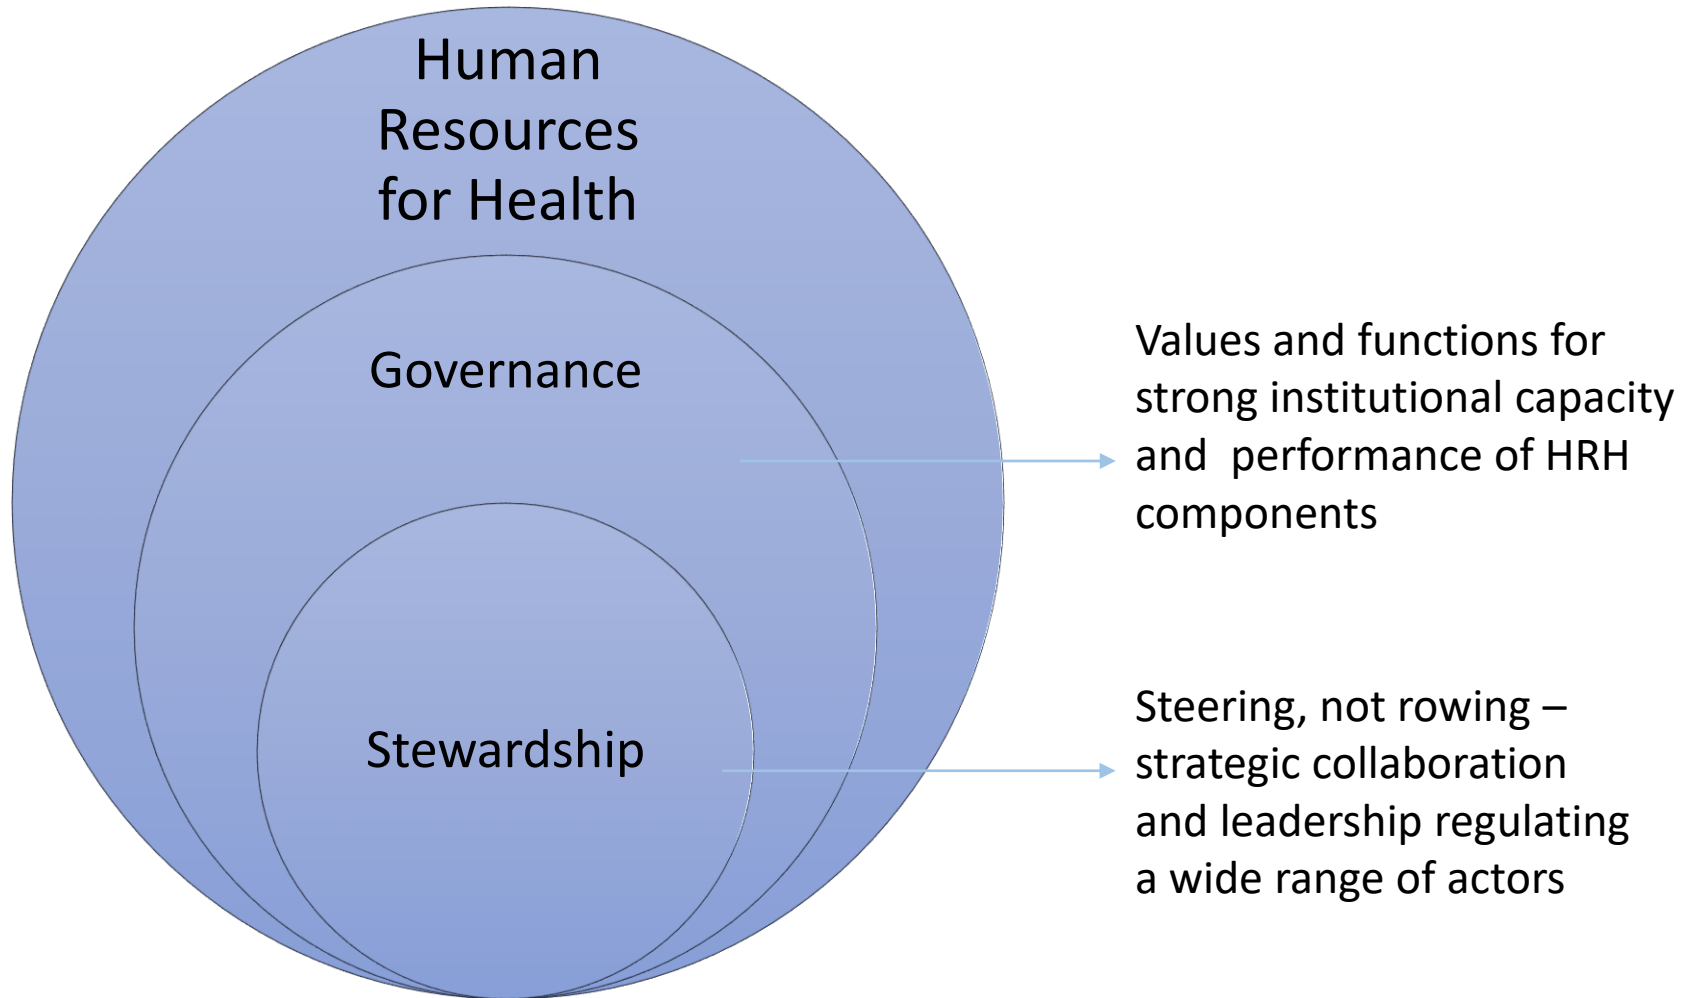 Human
Resources
for Health
Governance
Values and functions for
strong institutional capacity
and  performance of HRH
components
Stewardship
Steering, not rowing –
strategic collaboration
and leadership regulating
a wide range of actors